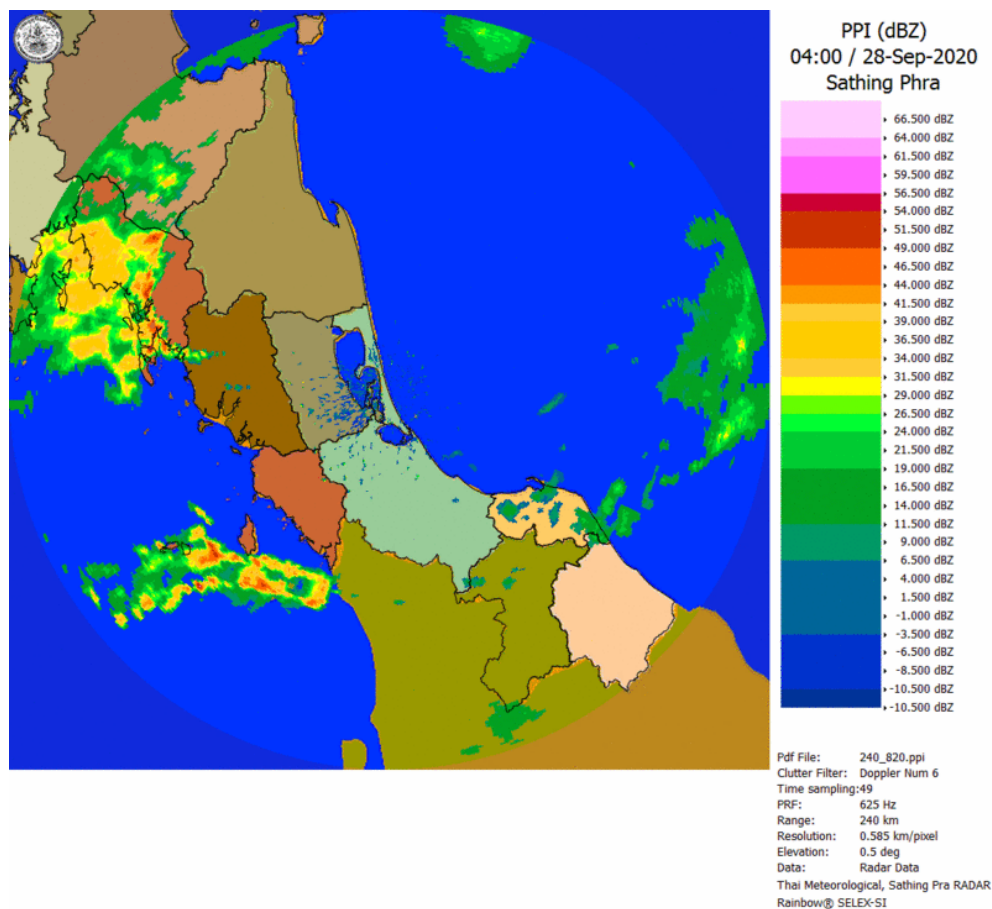 PPI (dBZ)
04:00 / 28-Sep-2020
Sathing Phra
66.500 dBZ
64.000 dBZ
61.500 dBZ
59.500 dBZ
56.500 dBZ
54.000 dBZ
51.500 dBZ
49.000 dBZ
46.500 dBZ
44.000 dBZ
41.500 dBZ
39.000 dBZ
36.500 dBZ
34.000 dBZ
31.500 dBZ
29.000 dBZ
26.500 dBZ
24.000 dBZ
21.500 dBZ
19.000 dBZ
16.500 dBZ
14.000 dBZ
11.500 dBZ
9.000 dBZ
6.500 dBZ
4.000 dBZ
1.500 dBZ
-1.000 dBZ
-3.500 dBZ
-6.500 dBZ
-8.500 dBZ
-10.500 dBZ
-10.500 dBZ
Pdf File: 240_820.ppi
Clutter Filter: Doppler Num 6
Time sampling:49
PRF: 625 Hz
Range: 240 km
Resolution: 0.585 km/pixel
Elevation: 0.5 deg
Data: Radar Data
Thai Meteorological, Sathing Pra RADAR
Rainbow® SELEX-SI